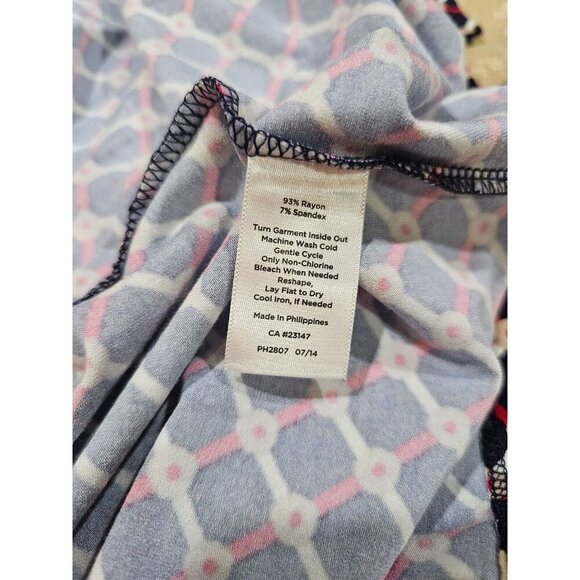 93% Rayon
7% Spandex
Turn Garment Inside Out
Machine Wash Cold
Gentle Cycle
Only Non-Chlorine
Bleach When Needed
Reshape,
Lay Flat to Dry
Cool Iron, If Needed
Made in Philippines
CA #23147
PH2807 07/14